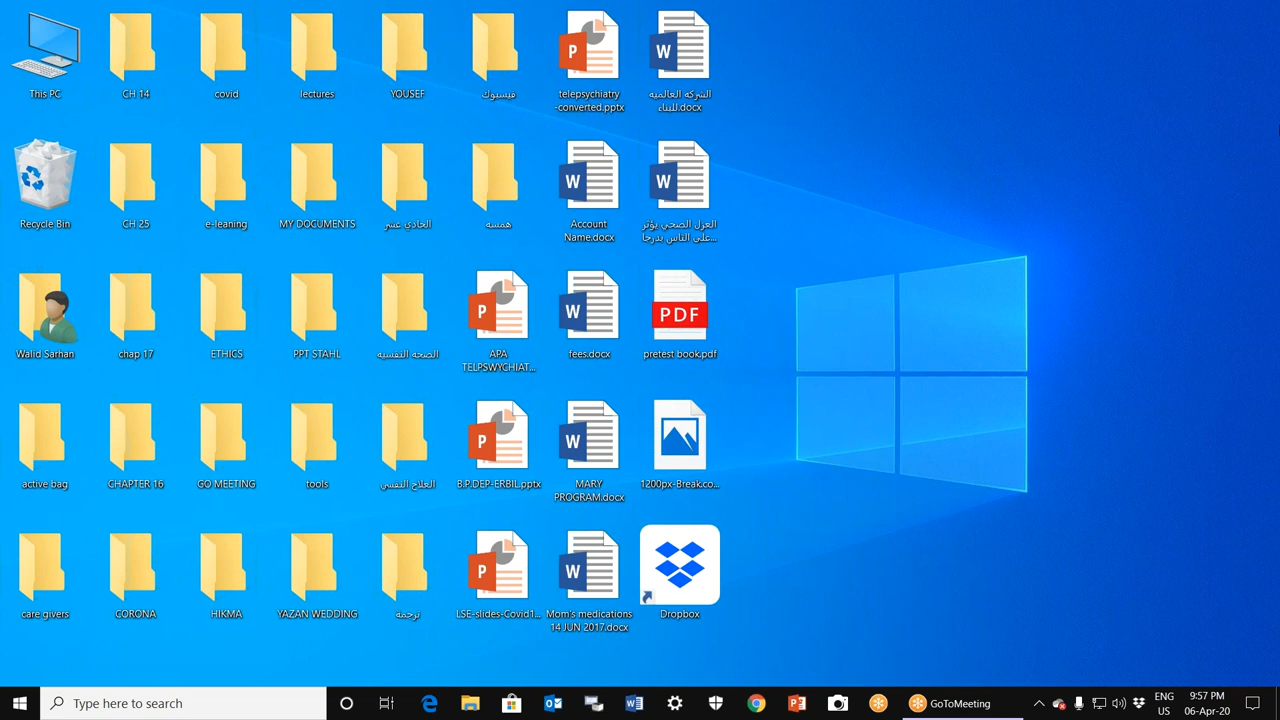 This PC
CH 14
covid
lectures
YOUSEF
فيسبوك
telepsychiatry
-converted.pptx
الشركه العالميه
للبناء.docx
Recycle Bin
CH 25
e-leaning
MY DOCUMENTS
الحادي عشر
همسة
Account
Name.docx
العزل الصحي يؤثر
على الناس بدرجا...
Walid Sarhan
chap 17
ETHICS
PPT STAHL
الصحه النفسيه
APA
TELPSWYCHIAT...
fees.docx
PDF
pretest book.pdf
active bag
CHAPTER 16
GO MEETING
tools
العلاج النفسي
B.P.DEP-ERBIL.pptx
MARY
PROGRAM.docx
1200px-Break.co...
care givers
CORONA
HIKMA
YAZAN WEDDING
ترجمة
LSE-slides-Covid1...
Mom's medications
14 JUN 2017.docx
Dropbox
Type here to search
GoToMeeting
ENG
US
9:57 PM
06-Apr-20